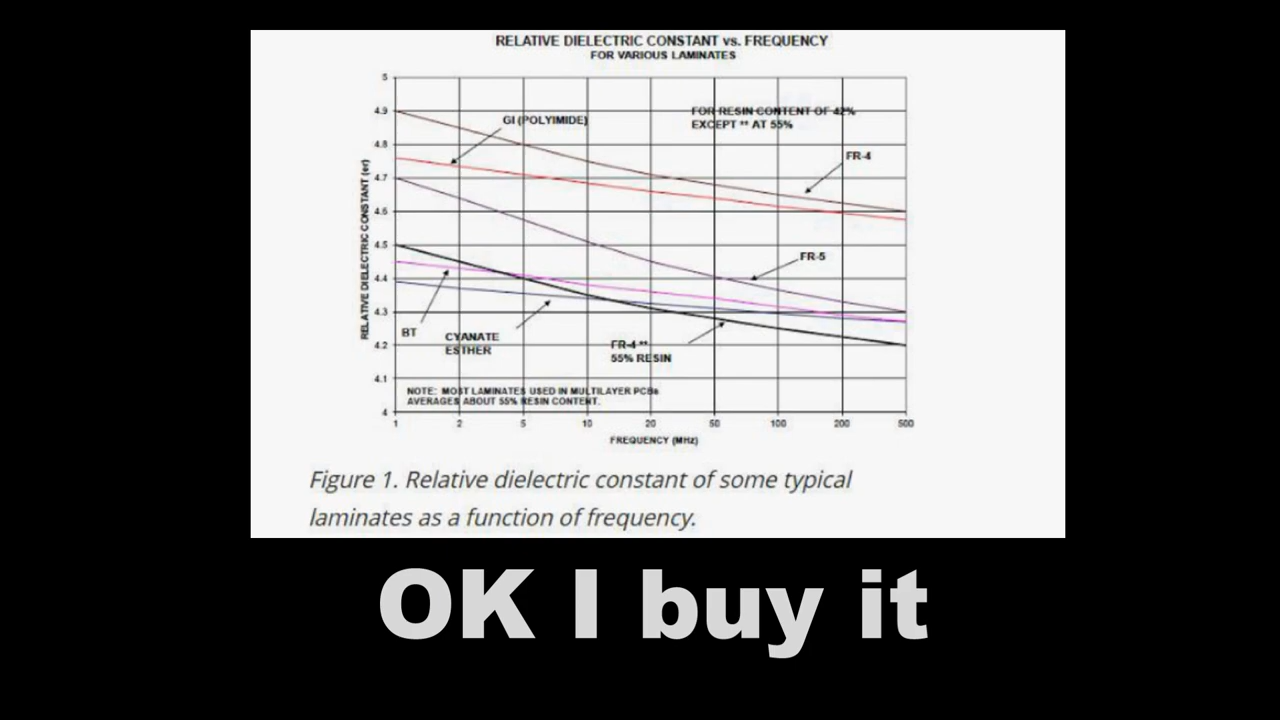 RELATIVE DIELECTRIC CONSTANT vs. FREQUENCY
FOR VARIOUS LAMINATES
5
4.9
4.8
4.7
4.6
4.5
4.4
4.3
4.2
4.1
4
RELATIVE DIELECTRIC CONSTANT (er)
GI (POLYIMIDE)
FOR RESIN CONTENT OF 42%
EXCEPT ** AT 55%
FR-4
FR-5
BT
CYANATE
ESTHER
FR-4 **
55% RESIN
NOTE: MOST LAMINATES USED IN MULTILAYER PCBs
AVERAGES ABOUT 55% RESIN CONTENT.
1 2 5 10 20 50 100 200 500
FREQUENCY (MHz)
Figure 1. Relative dielectric constant of some typical
laminates as a function of frequency.
OK I buy it